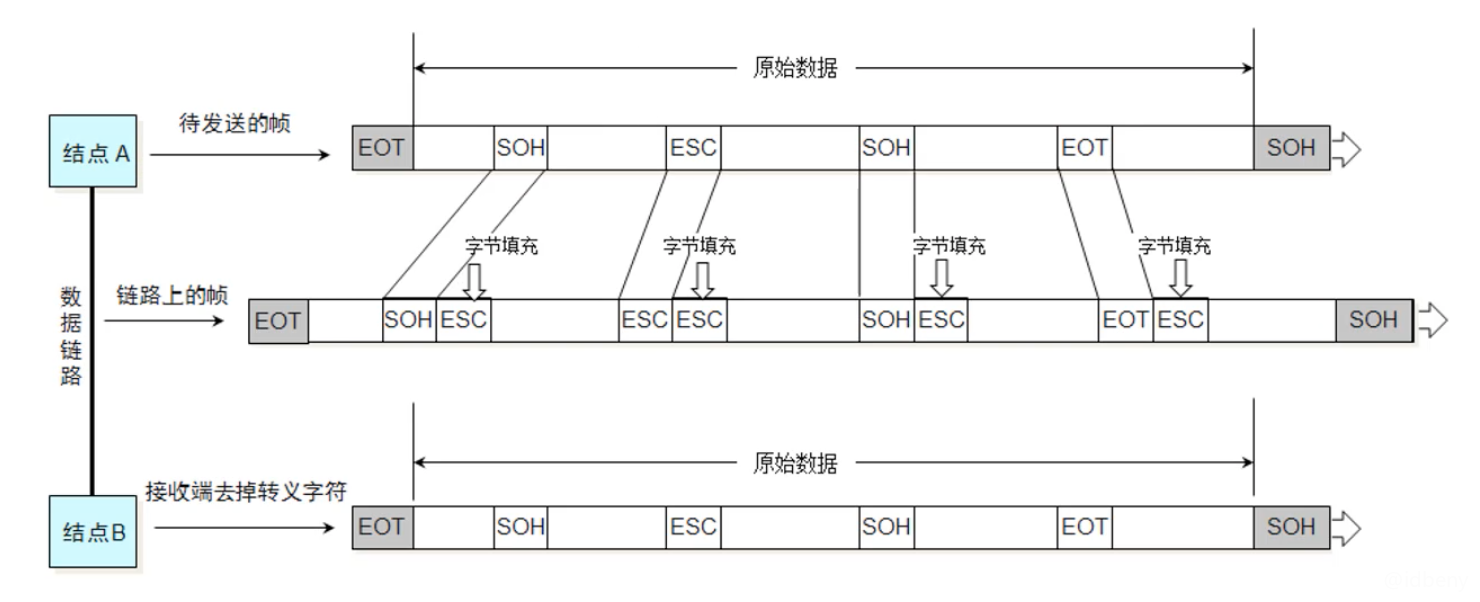 原始数据
结点 A
待发送的帧
EOT SOH ESC SOH EOT SOH
字节填充 字节填充 字节填充 字节填充
数据链路
链路上的帧
EOT SOH ESC ESC ESC SOH ESC EOT ESC SOH
原始数据
接收端去掉转义字符
结点B
EOT SOH ESC SOH EOT SOH